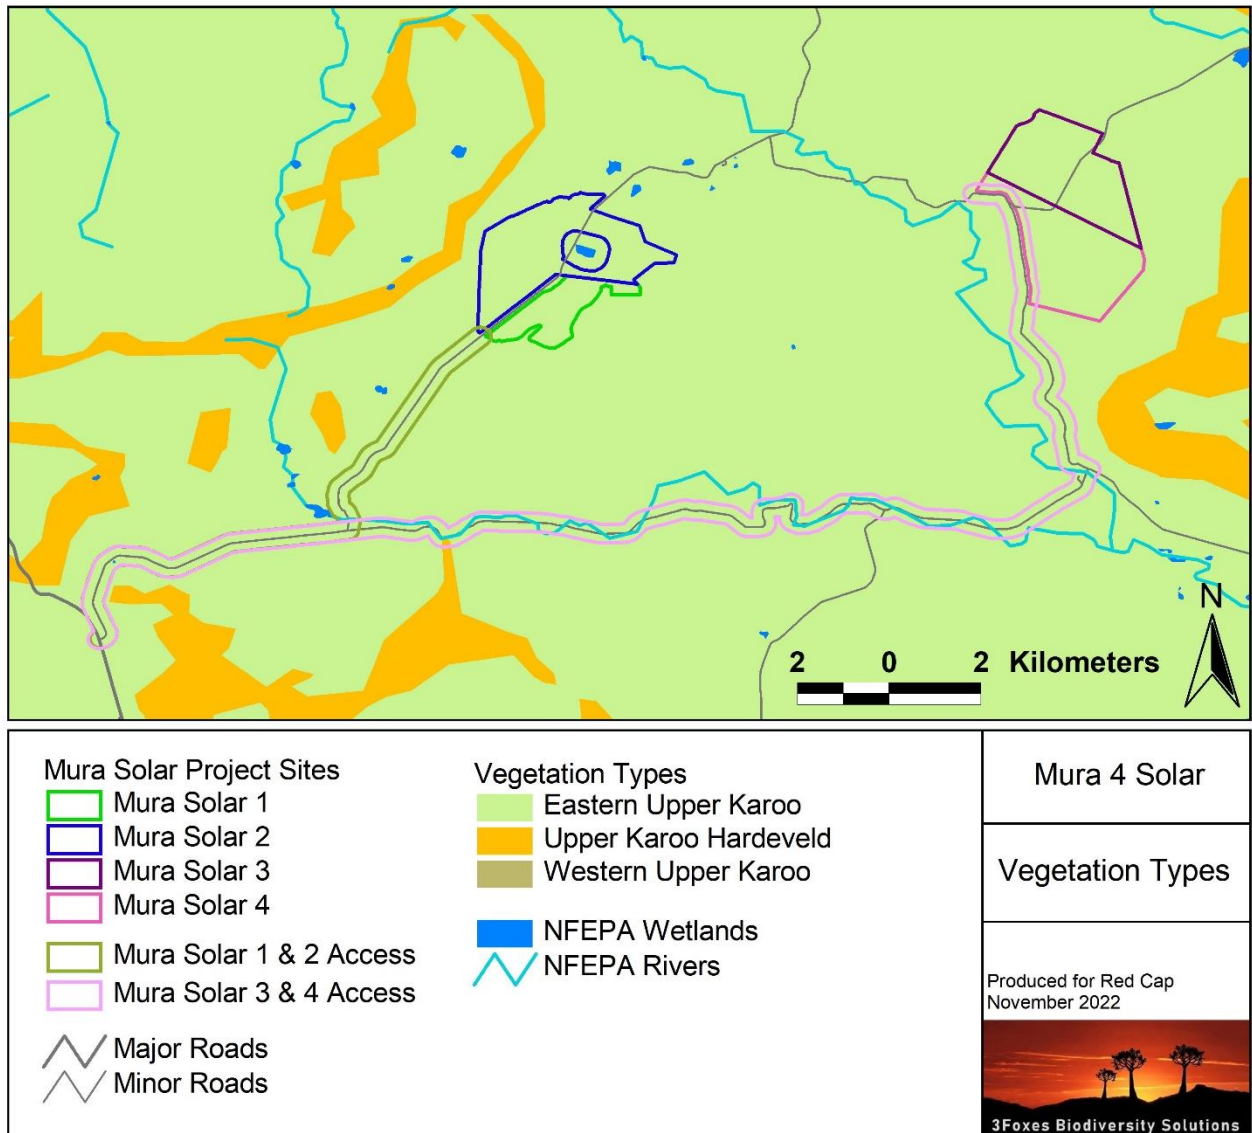 N
2 0 2 Kilometers
Mura Solar Project Sites
Mura Solar 1
Mura Solar 2
Mura Solar 3
Mura Solar 4
Mura Solar 1 & 2 Access
Mura Solar 3 & 4 Access
Major Roads
Minor Roads
Vegetation Types
Eastern Upper Karoo
Upper Karoo Hardeveld
Western Upper Karoo
NFEPA Wetlands
NFEPA Rivers
Mura 4 Solar
Vegetation Types
Produced for Red Cap
November 2022
3Foxes Biodiversity Solutions